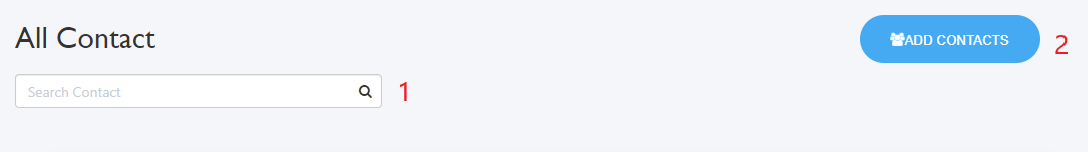 All Contact
ADD CONTACTS
2
Search Contact
1